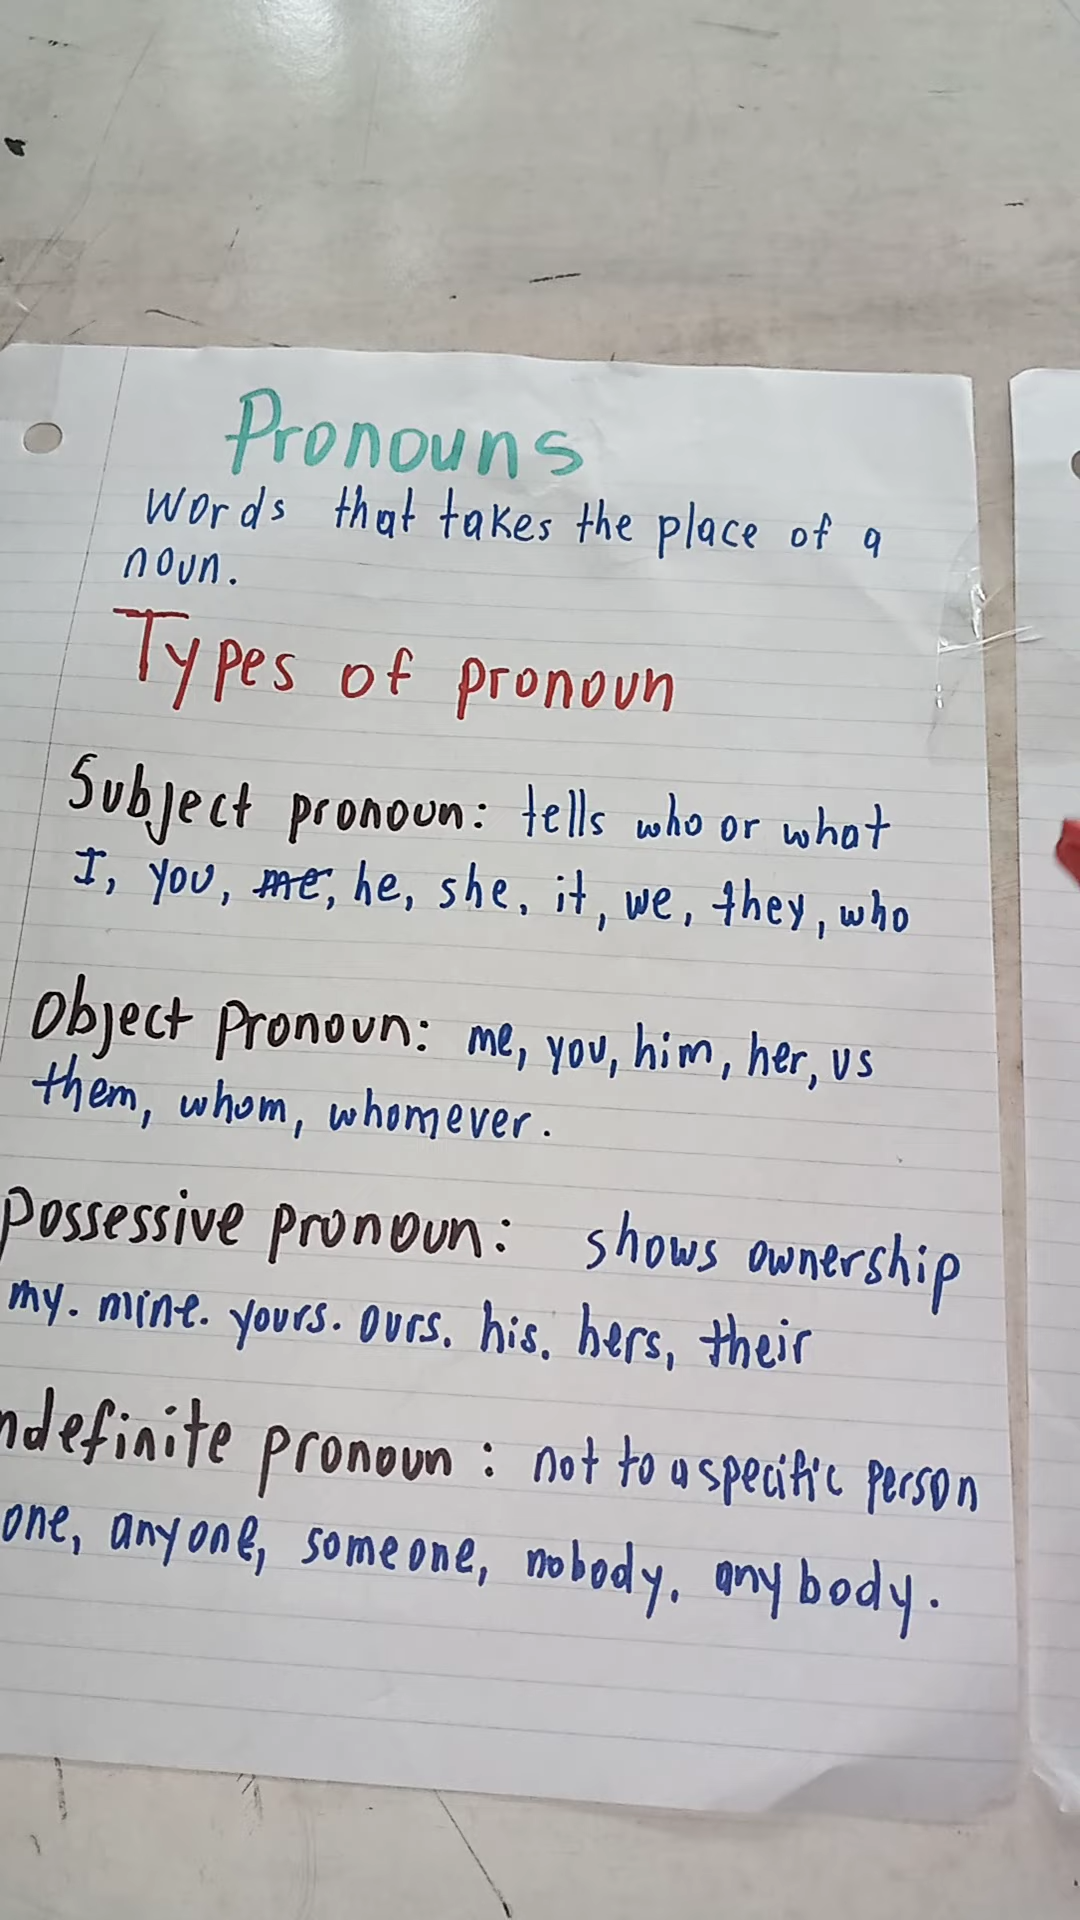 Pronouns
Words that takes the place of a
noun.
Types of pronoun
Subject pronoun: tells who or what
I, you, me, he, she, it, we, they, who
Object pronoun: me, you, him, her, us
them, whom, whomever.
Possessive pronoun: shows ownership
my. mine. yours. ours. his. hers, their
ndefinite pronoun: not to a specific person
one, anyone, someone, nobody. anybody.